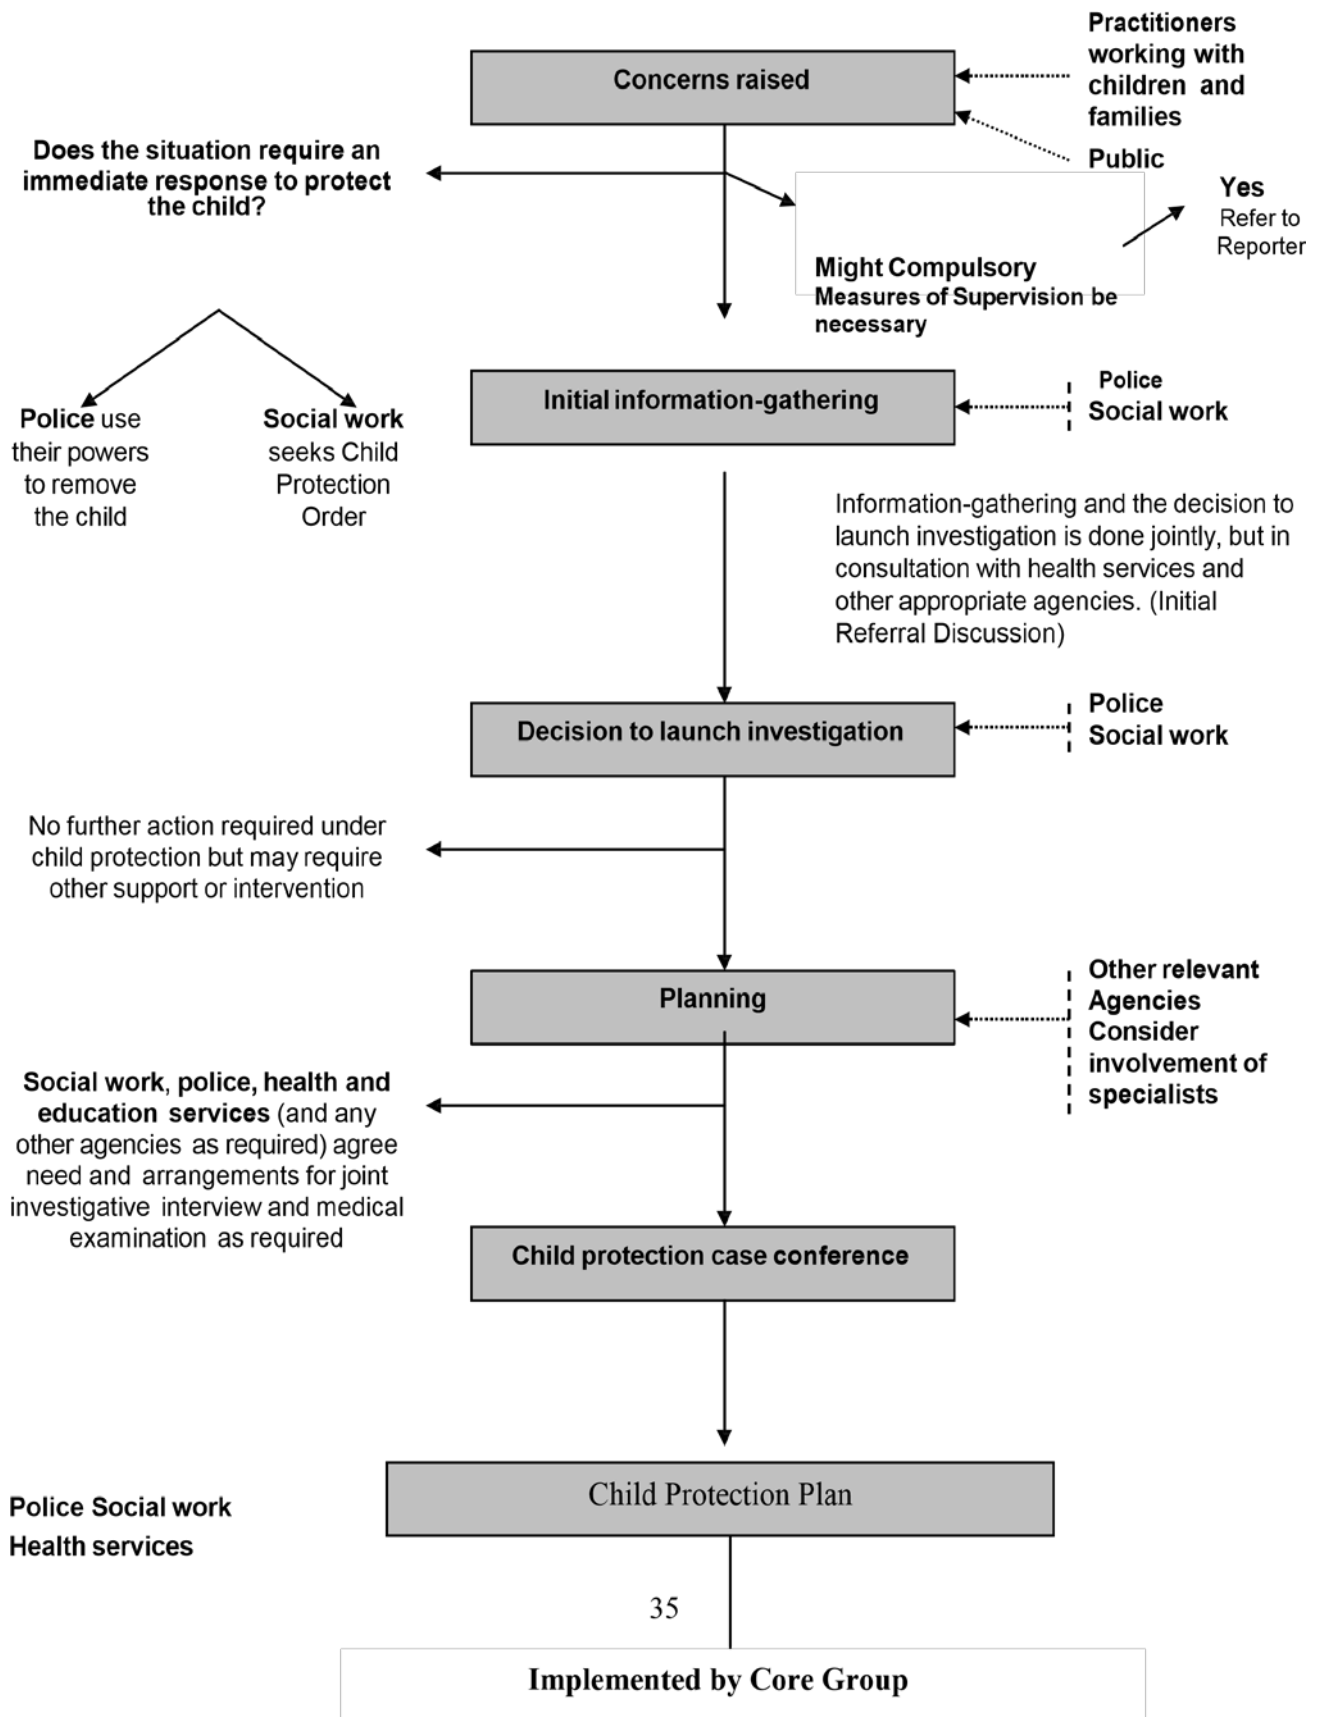 Concerns raised
Practitioners
working with
children and
families
Public
Does the situation require an
immediate response to protect
the child?
Yes
Refer to
Reporter
Might Compulsory
Measures of Supervision be
necessary
Police use
their powers
to remove
the child
Social work
seeks Child
Protection
Order
Initial information-gathering
Police
Social work
Information-gathering and the decision to
launch investigation is done jointly, but in
consultation with health services and
other appropriate agencies. (Initial
Referral Discussion)
Decision to launch investigation
Police
Social work
No further action required under
child protection but may require
other support or intervention
Planning
Other relevant
Agencies
Consider
involvement of
specialists
Social work, police, health and
education services (and any
other agencies as required) agree
need and arrangements for joint
investigative interview and medical
examination as required
Child protection case conference
Child Protection Plan
Police Social work
Health services
35
Implemented by Core Group